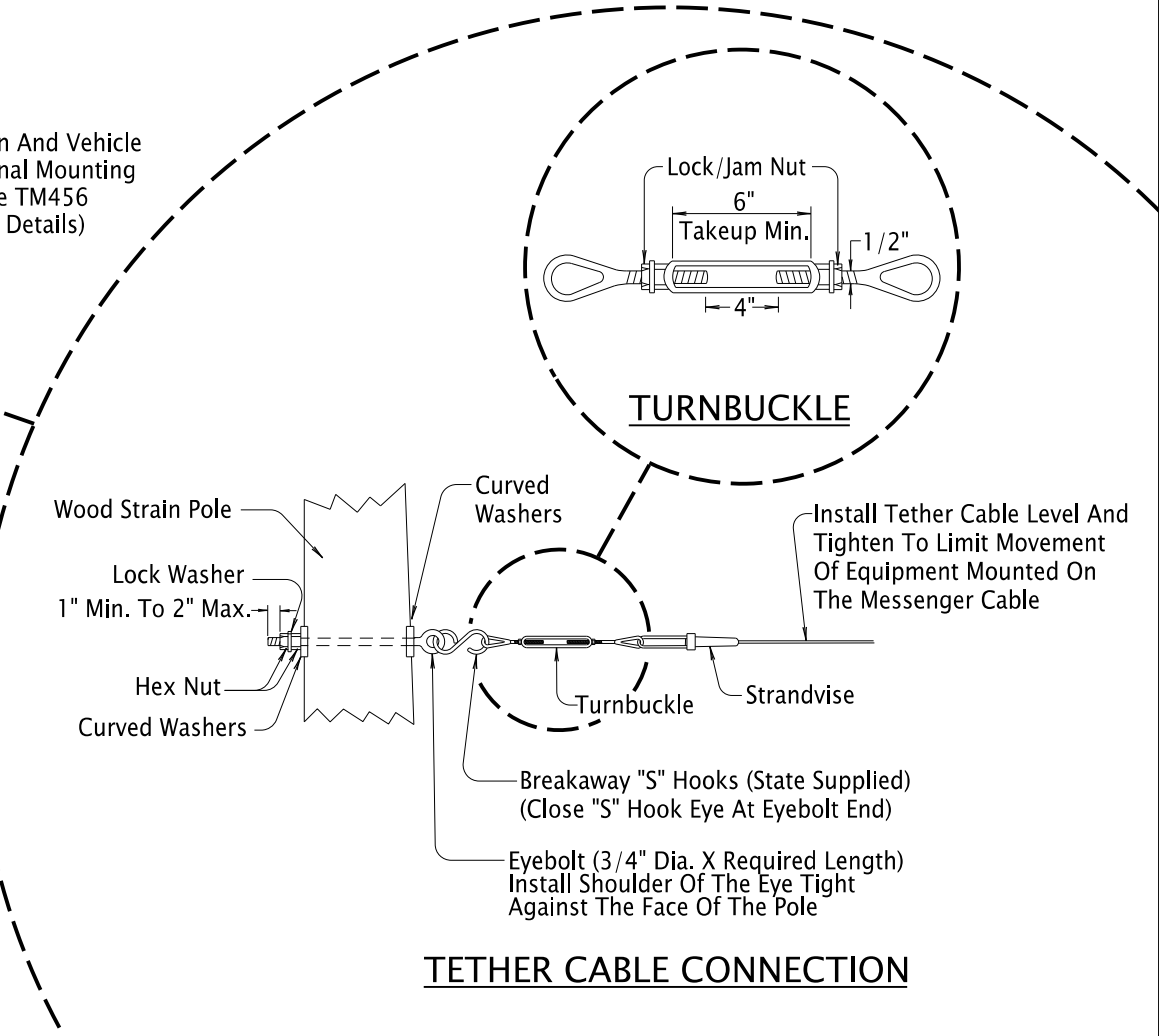 n And Vehicle
nal Mounting
e TM456
Details)
Lock/Jam Nut
6"
Takeup Min.
1/2"
4"
TURNBUCKLE
Wood Strain Pole
Curved
Washers
Install Tether Cable Level And
Tighten To Limit Movement
Of Equipment Mounted On
The Messenger Cable
Lock Washer
1" Min. To 2" Max.
Hex Nut
Curved Washers
Turnbuckle
Strandvise
Breakaway "S" Hooks (State Supplied)
(Close "S" Hook Eye At Eyebolt End)
Eyebolt (3/4" Dia. X Required Length)
Install Shoulder Of The Eye Tight
Against The Face Of The Pole
TETHER CABLE CONNECTION